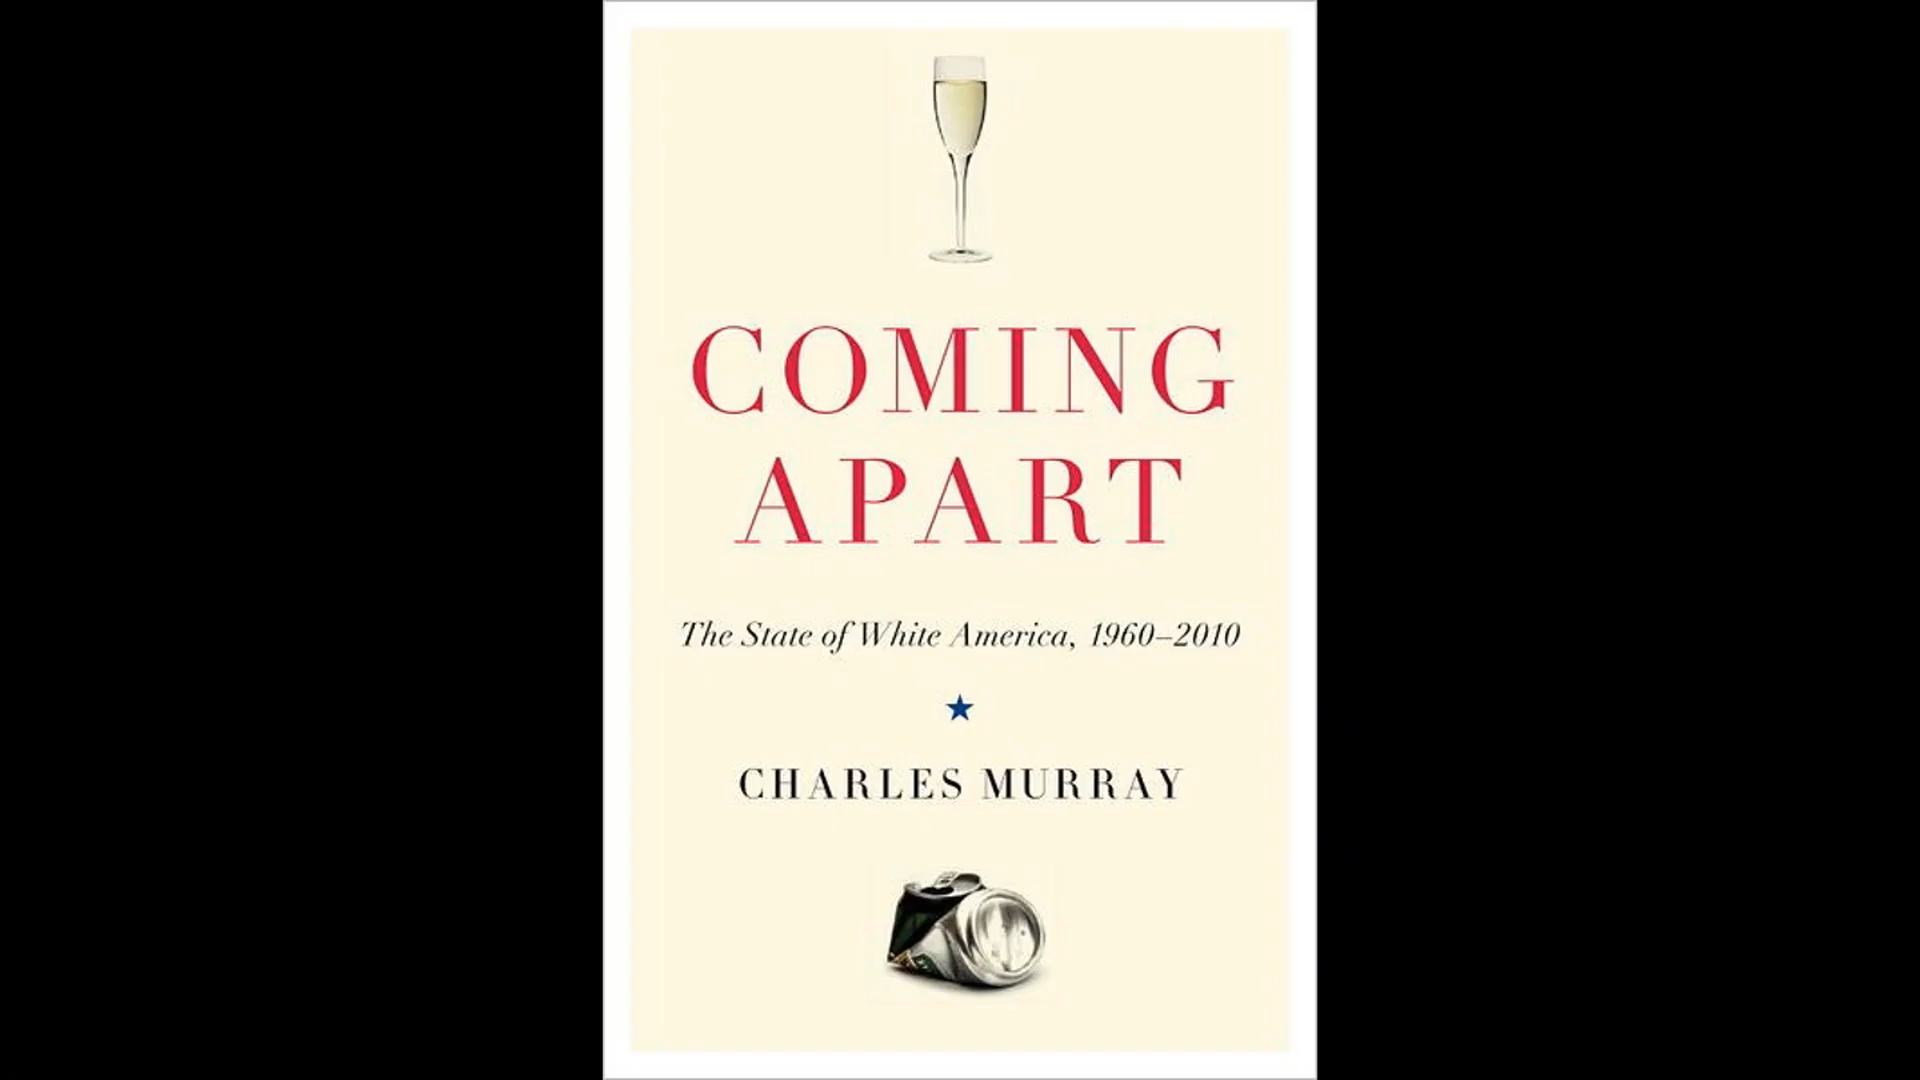 COMING
APART
The State of White America, 1960–2010
CHARLES MURRAY